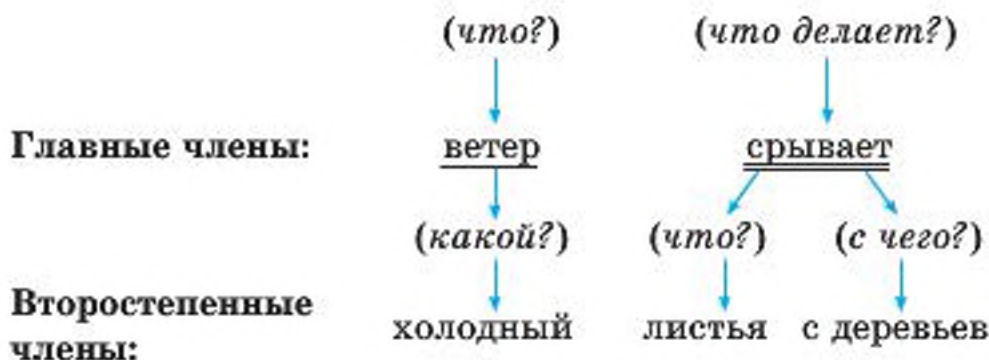 (что?) (что делает?)
Главные члены: ветер срывает
(какой?) (что?) (с чего?)
Второстепенные
члены: холодный листья с деревьев